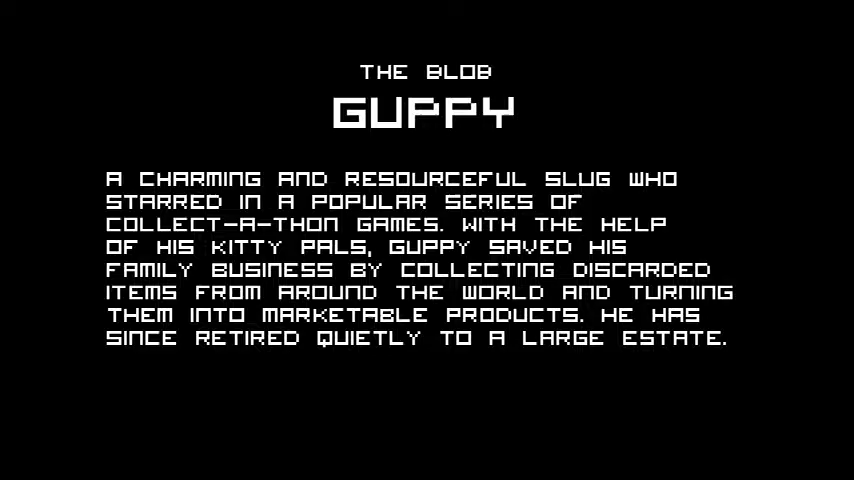 THE BLOB
GUPPY
A CHARMING AND RESOURCEFUL SLUG WHO
STARRED IN A POPULAR SERIES OF
COLLECT-A-THON GAMES. WITH THE HELP
OF HIS KITTY PALS, GUPPY SAVED HIS
FAMILY BUSINESS BY COLLECTING DISCARDED
ITEMS FROM AROUND THE WORLD AND TURNING
THEM INTO MARKETABLE PRODUCTS. HE HAS
SINCE RETIRED QUIETLY TO A LARGE ESTATE.